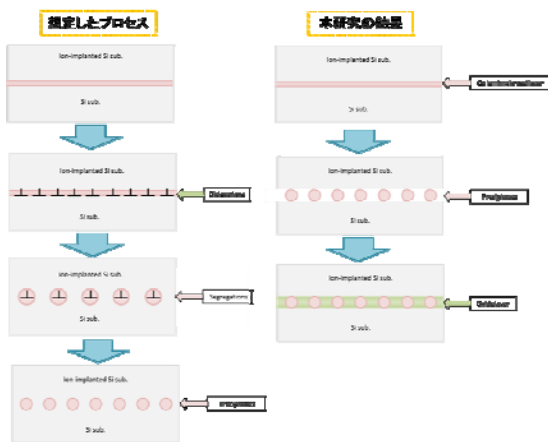 想定したプロセス
Ion-implanted Si sub.
Si sub.
Ion-implanted Si sub.
Si sub.
Dislocations
Ion-implanted Si sub.
Si sub.
Segregations
Ion-implanted Si sub.
Si sub.
Precipitates
本研究の結果
Ion-implanted Si sub.
Si sub.
Ion-implanted Si sub.
Si sub.
Ion-implanted Si sub.
Si sub.